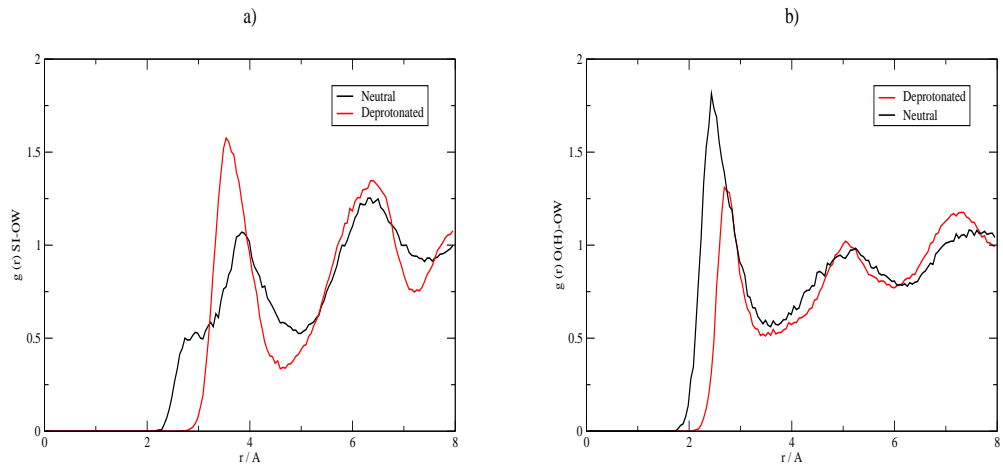 a)
g (r) SI-OW
2
1.5
1
0.5
0
0 2 4 6 8
r / A
Neutral
Deprotonated
b)
g (r) O(H)-OW
2
1.5
1
0.5
0
0 2 4 6 8
r / A
Deprotonated
Neutral